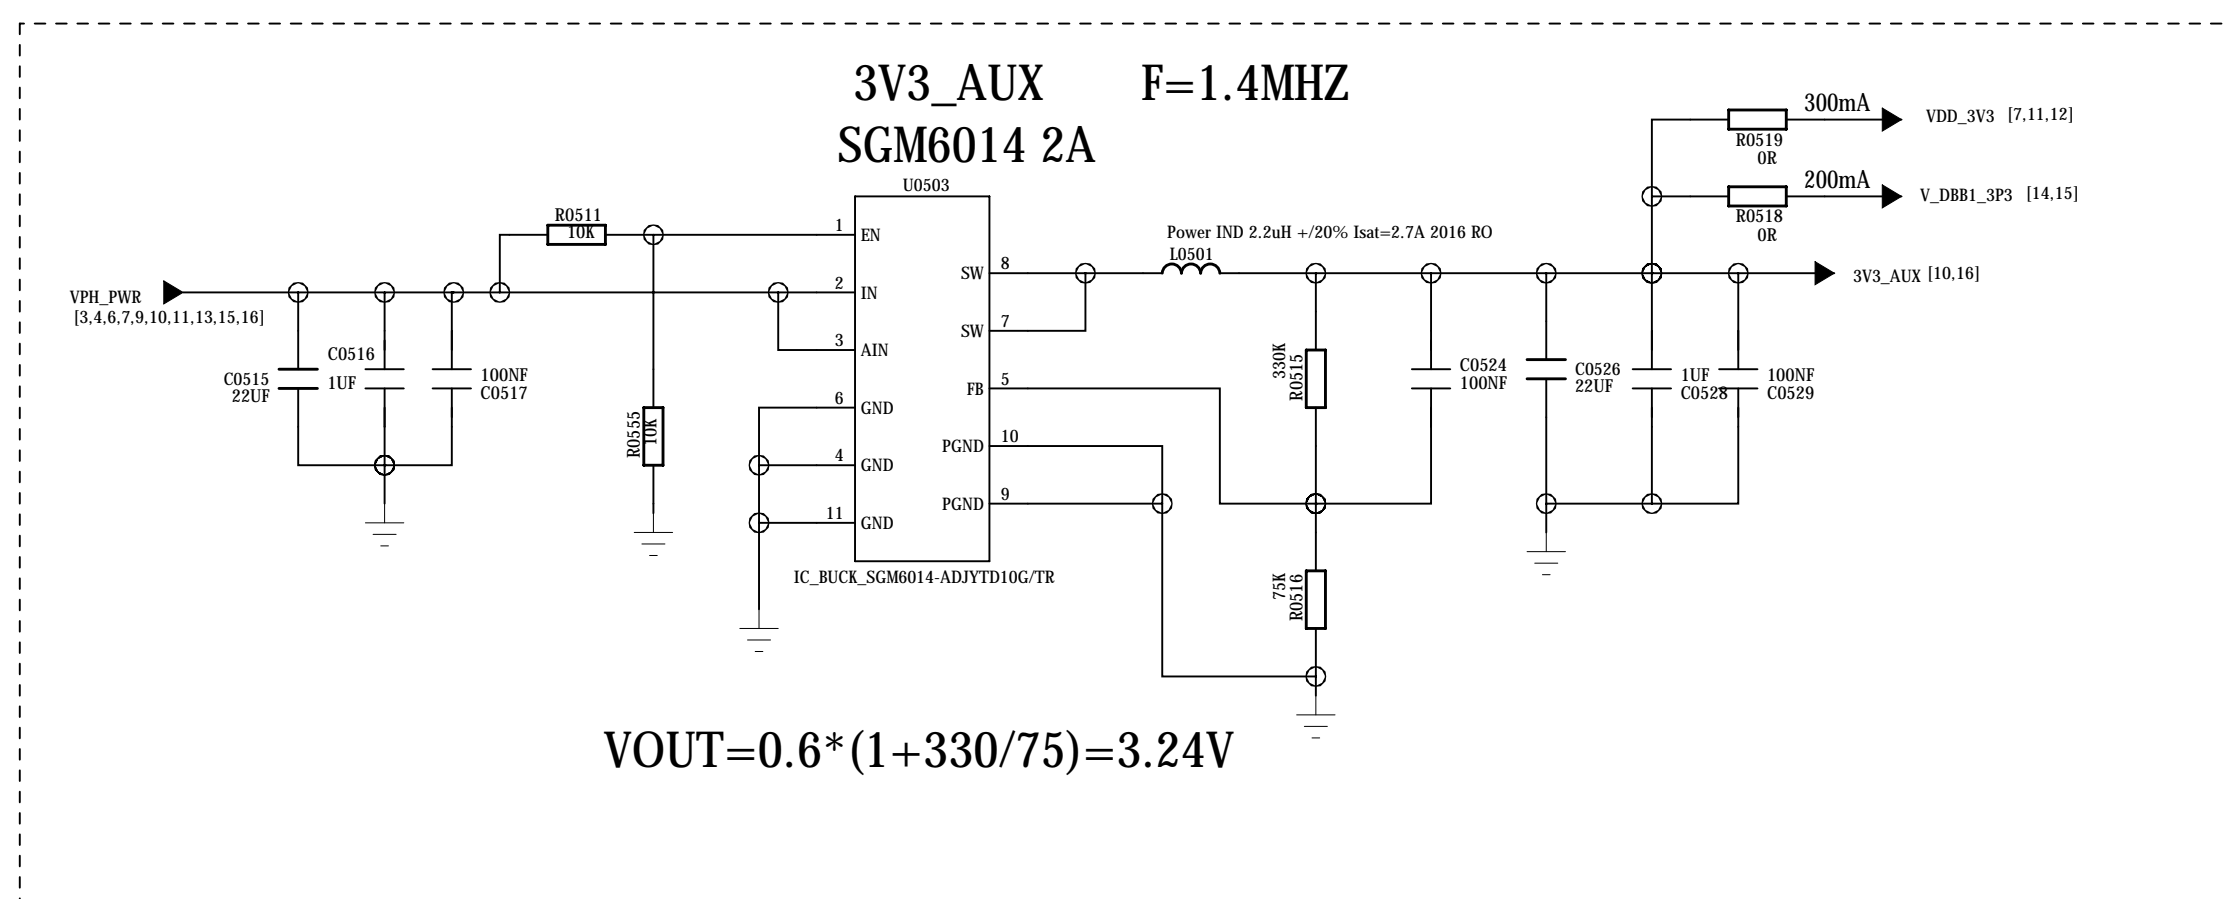 3V3_AUX F=1.4MHZ
SGM6014 2A
U0503
300mA
VDD_3V3 [7,11,12]
R0519
0R
200mA
V_DBB1_3P3 [14,15]
R0518
0R
R0511
10K
1
EN
Power IND 2.2uH +/20% Isat=2.7A 2016 RO
L0501
SW
8
3V3_AUX [10,16]
VPH_PWR
[3,4,6,7,9,10,11,13,15,16]
2
IN
SW
7
3
AIN
C0515
22UF
C0516
1UF
100NF
C0517
R0555
10K
FB
5
330K
R0515
C0524
100NF
C0526
22UF
1UF
C0528
100NF
C0529
6
GND
PGND
10
4
GND
PGND
9
11
GND
IC_BUCK_SGM6014-ADJYTD10G/TR
75K
R0516
VOUT=0.6*(1+330/75)=3.24V